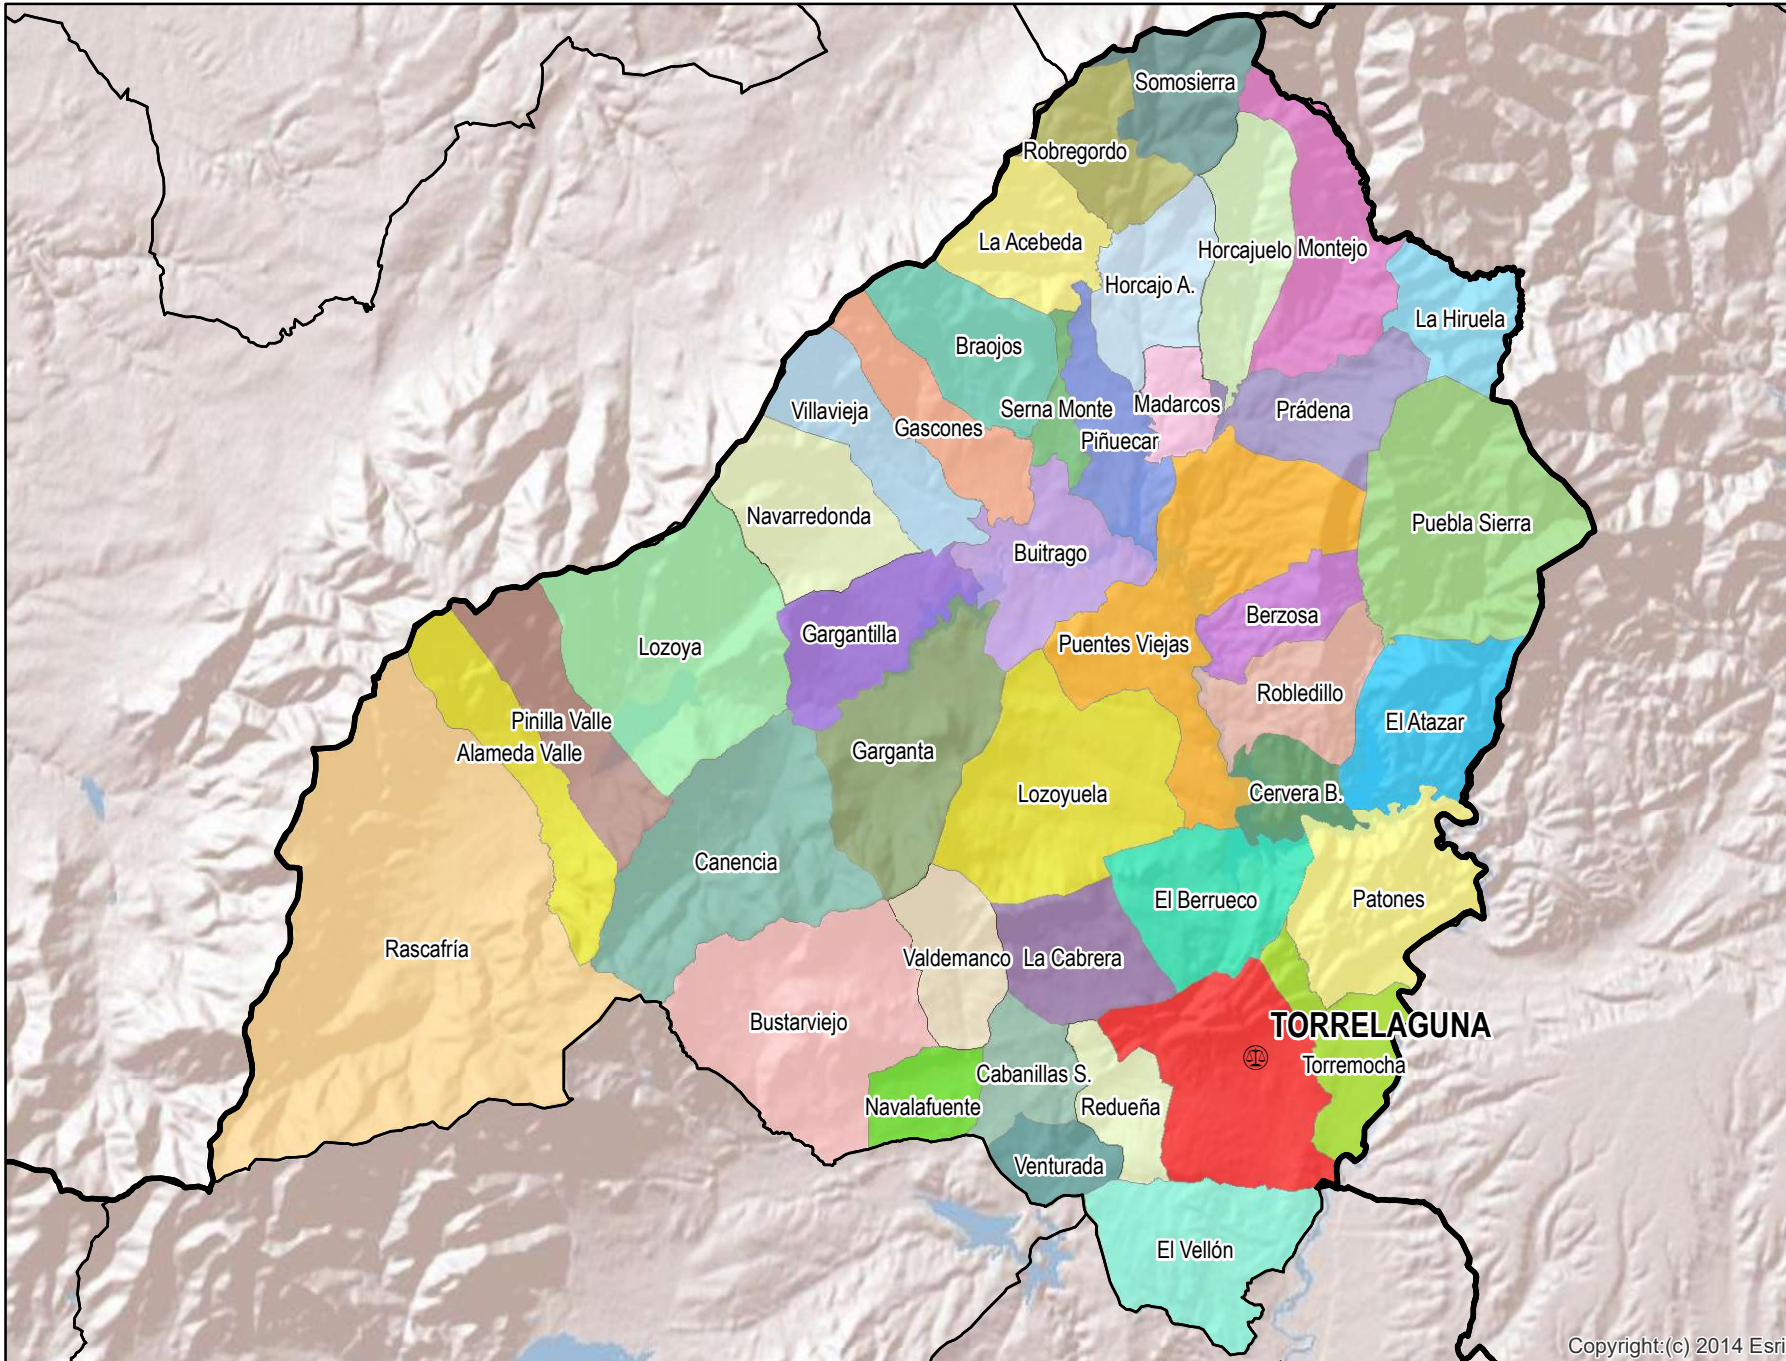 Somosierra
Robregordo
La Acebeda
Horcajuelo
Montejo
Horcajo A.
La Hiruela
Braojos
Villavieja
Gascones
Serna Monte
Madarcos
Prádena
Piñuecar
Navarredonda
Puebla Sierra
Buitrago
Berzosa
Gargantilla
Lozoya
Puentes Viejas
Robledillo
El Atazar
Pinilla Valle
Alameda Valle
Garganta
Lozoyuela
Cervera B.
Canencia
El Berrueco
Patones
Rascafría
Valdemanco
La Cabrera
Bustarviejo
TORRELAGUNA
Torremocha
Cabanillas S.
Navalafuente
Redueña
Venturada
El Vellón
Copyright:(c) 2014 Esri